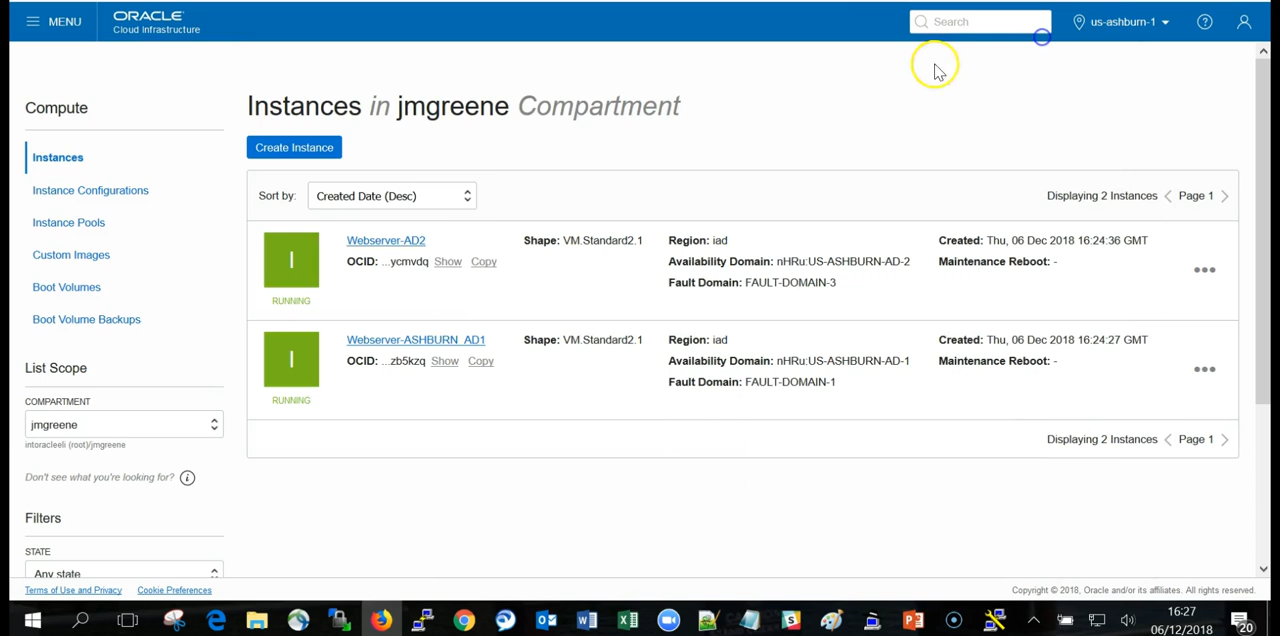 MENU
ORACLE
Cloud Infrastructure
Search
us-ashburn-1
Compute
Instances
Instance Configurations
Instance Pools
Custom Images
Boot Volumes
Boot Volume Backups
List Scope
COMPARTMENT
jmgreene
intoracleeli (root)/jmgreene
Don't see what you're looking for?
Filters
STATE
Any state
Instances in jmgreene Compartment
Create Instance
Sort by: Created Date (Desc) Displaying 2 Instances Page 1
Webserver-AD2 Shape: VM.Standard2.1 Region: iad Created: Thu, 06 Dec 2018 16:24:36 GMT
OCID: ...ycmvdq Show Copy Availability Domain: nHRu:US-ASHBURN-AD-2 Maintenance Reboot: -
Fault Domain: FAULT-DOMAIN-3
I
RUNNING
Webserver-ASHBURN_AD1 Shape: VM.Standard2.1 Region: iad Created: Thu, 06 Dec 2018 16:24:27 GMT
OCID: ...zb5kzq Show Copy Availability Domain: nHRu:US-ASHBURN-AD-1 Maintenance Reboot: -
Fault Domain: FAULT-DOMAIN-1
I
RUNNING
Displaying 2 Instances Page 1
Terms of Use and Privacy Cookie Preferences Copyright © 2018, Oracle and/or its affiliates. All rights reserved.
16:27
06/12/2018
20